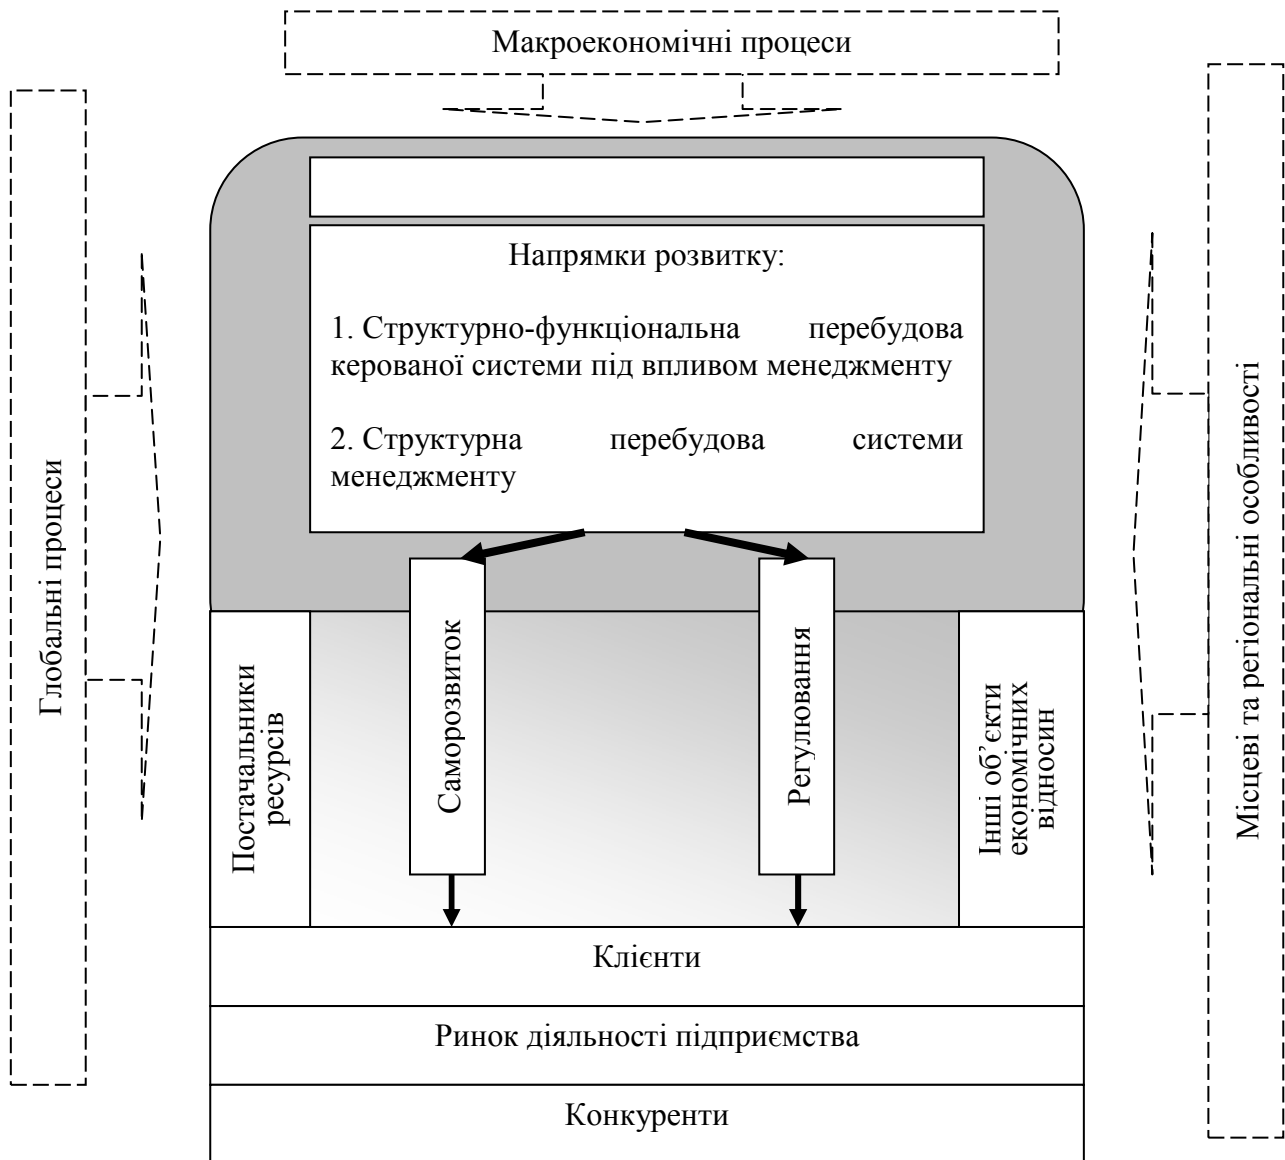 Макроекономічні процеси
Глобальні процеси
Місцеві та регіональні особливості
Напрямки розвитку:
1. Структурно-функціональна перебудова
керованої системи під впливом менеджменту
2. Структурна перебудова системи
менеджменту
Постачальники
ресурсів
Саморозвиток
Регулювання
Інші об’єкти
економічних
відносин
Клієнти
Ринок діяльності підприємства
Конкуренти